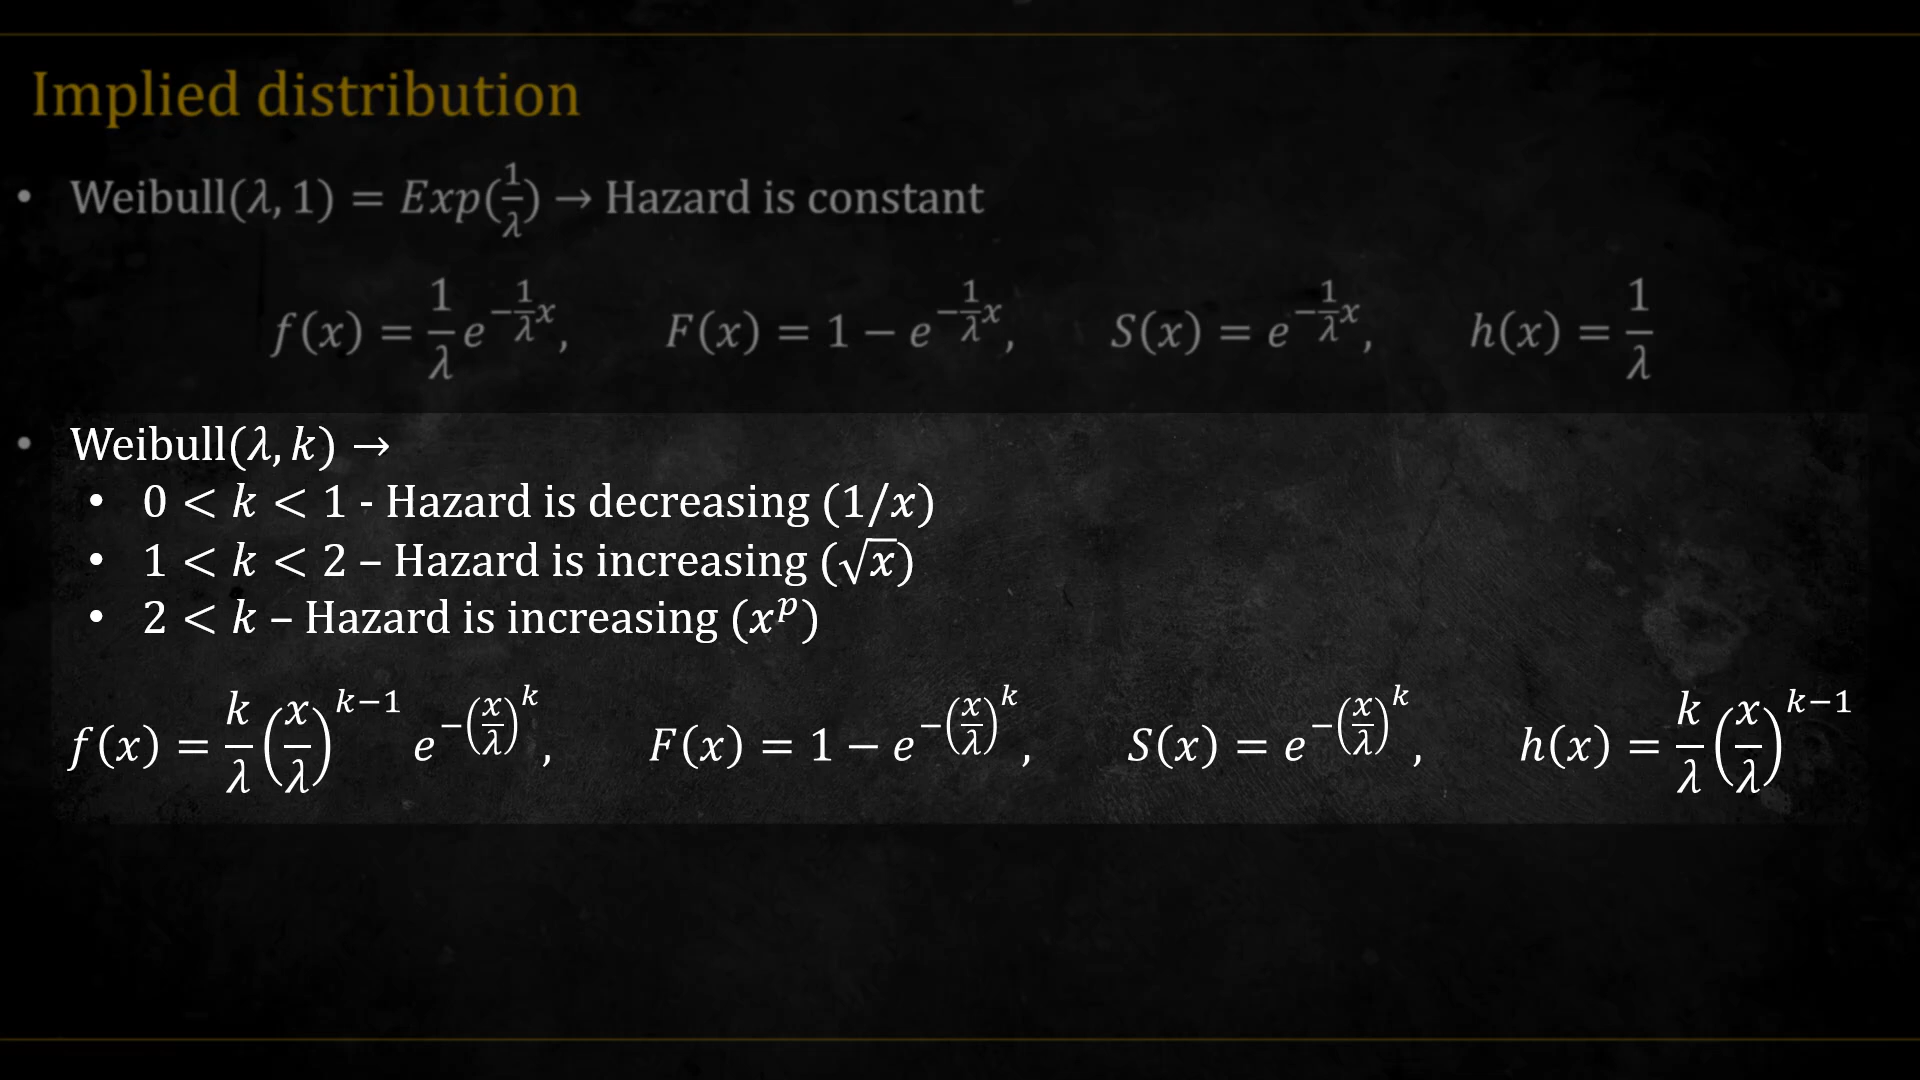 Implied distribution
• Weibull(λ, 1) = Exp(1/λ) → Hazard is constant
f(x) = 1/λ e^{-1/λ x}, F(x) = 1 − e^{-1/λ x}, S(x) = e^{-1/λ x}, h(x) = 1/λ
• Weibull(λ, k) →
• 0 < k < 1 - Hazard is decreasing (1/x)
• 1 < k < 2 – Hazard is increasing (√x)
• 2 < k – Hazard is increasing (x^p)
f(x) = k/λ (x/λ)^{k−1} e^{−(x/λ)^k}, F(x) = 1 − e^{−(x/λ)^k}, S(x) = e^{−(x/λ)^k}, h(x) = k/λ (x/λ)^{k−1}